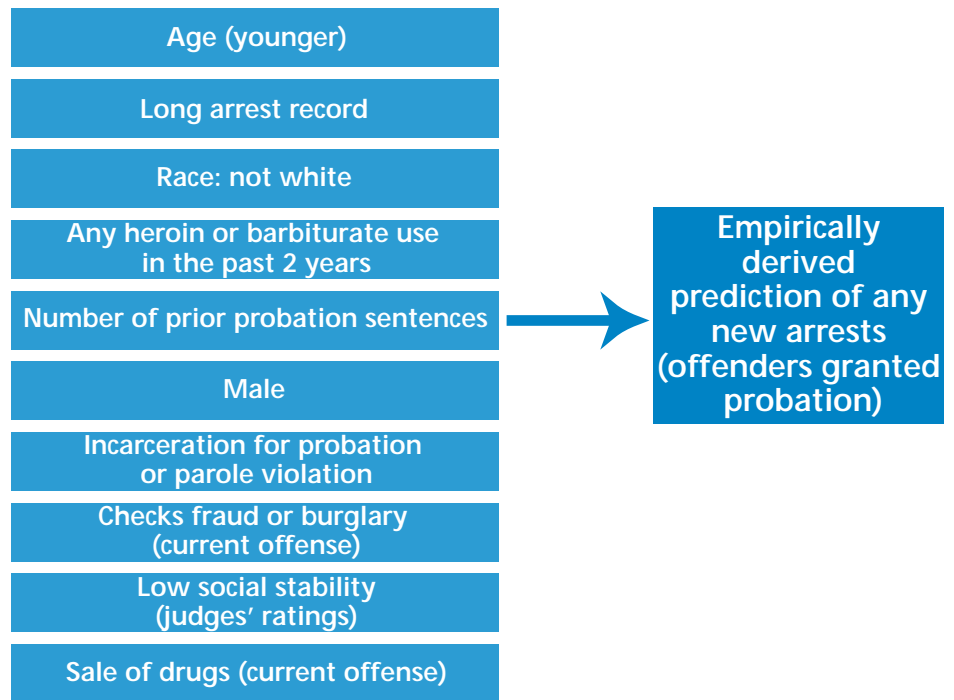 Age (younger)
Long arrest record
Race: not white
Any heroin or barbiturate use
in the past 2 years
Number of prior probation sentences
Male
Incarceration for probation
or parole violation
Checks fraud or burglary
(current offense)
Low social stability
(judges’ ratings)
Sale of drugs (current offense)
Empirically
derived
prediction of any
new arrests
(offenders granted
probation)